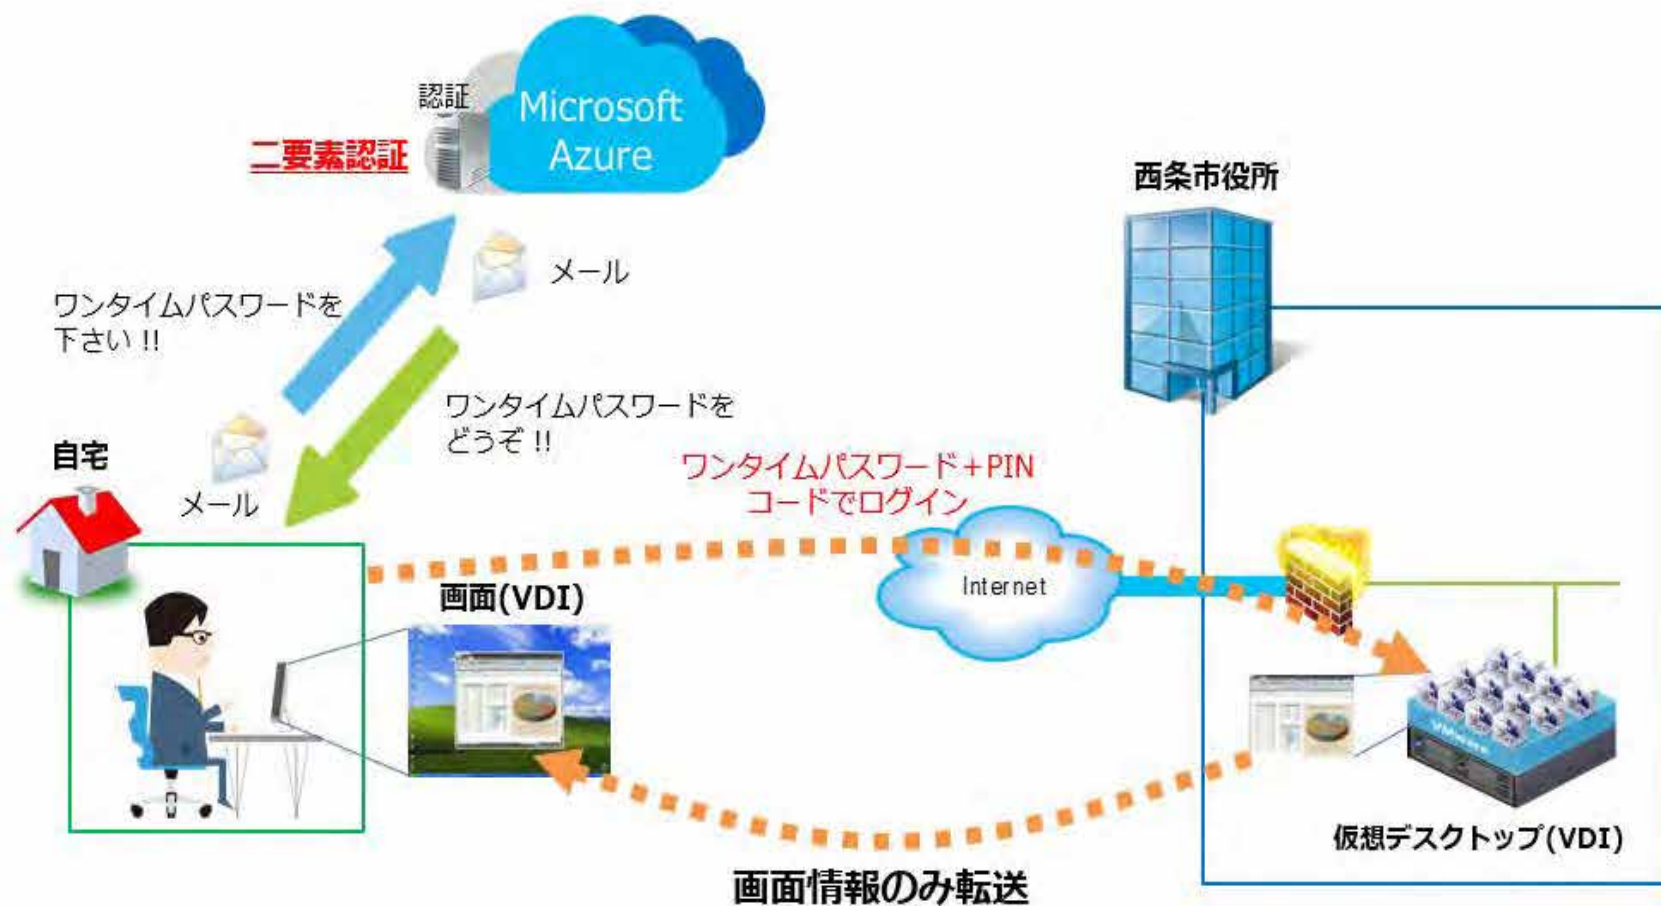 認証
Microsoft
Azure
二要素認証
西条市役所
メール
ワンタイムパスワードを
下さい !!
ワンタイムパスワードを
どうぞ !!
自宅
メール
ワンタイムパスワード+PIN
コードでログイン
Internet
画面(VDI)
VMware
仮想デスクトップ(VDI)
画面情報のみ転送